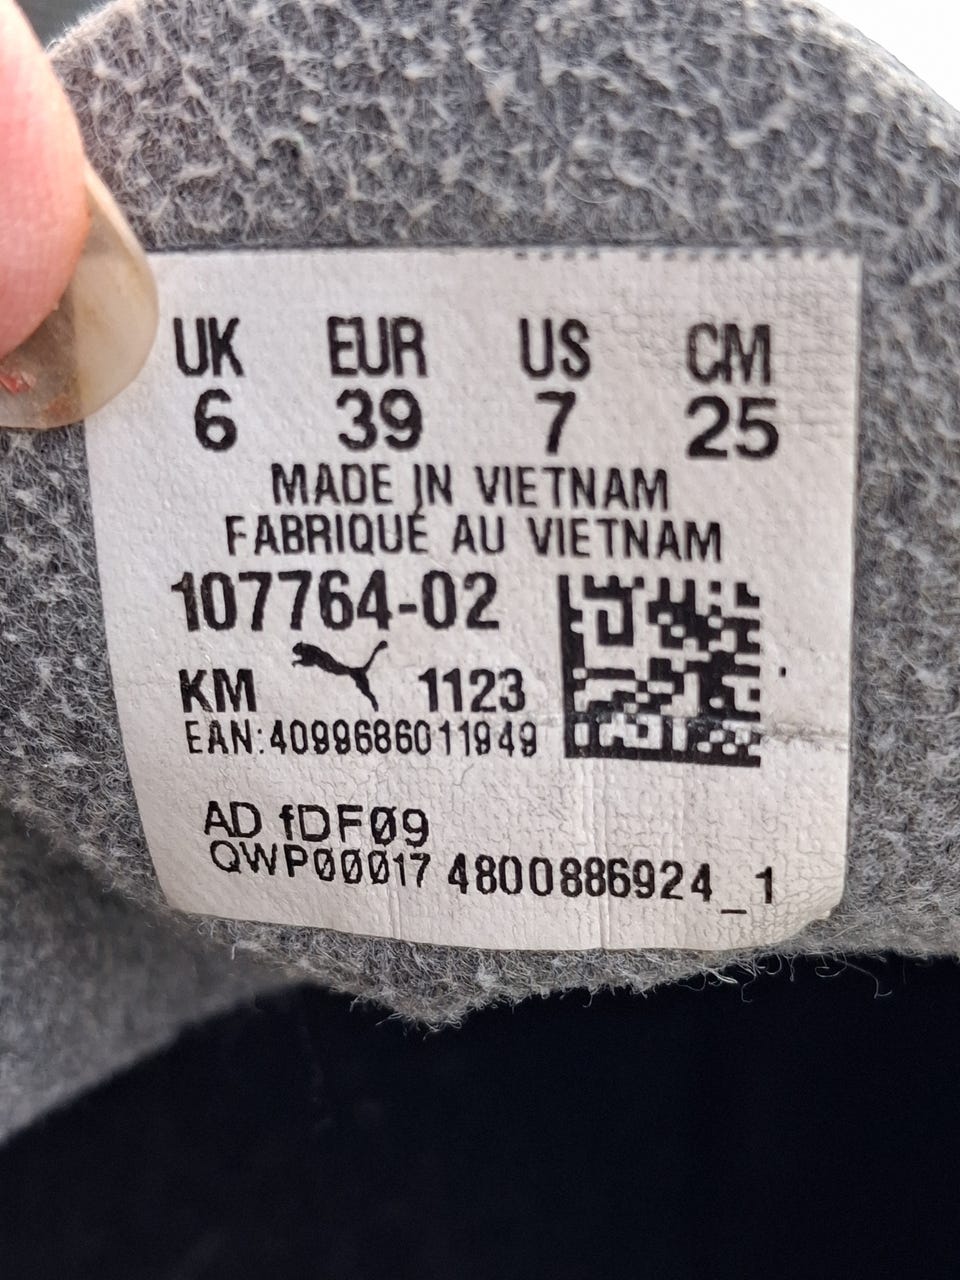 UK EUR US CM
6 39 7 25
MADE IN VIETNAM
FABRIQUÉ AU VIETNAM
107764-02
KM 1123
EAN:4099686011949
AD fDF09
QWP00017 4800886924_1